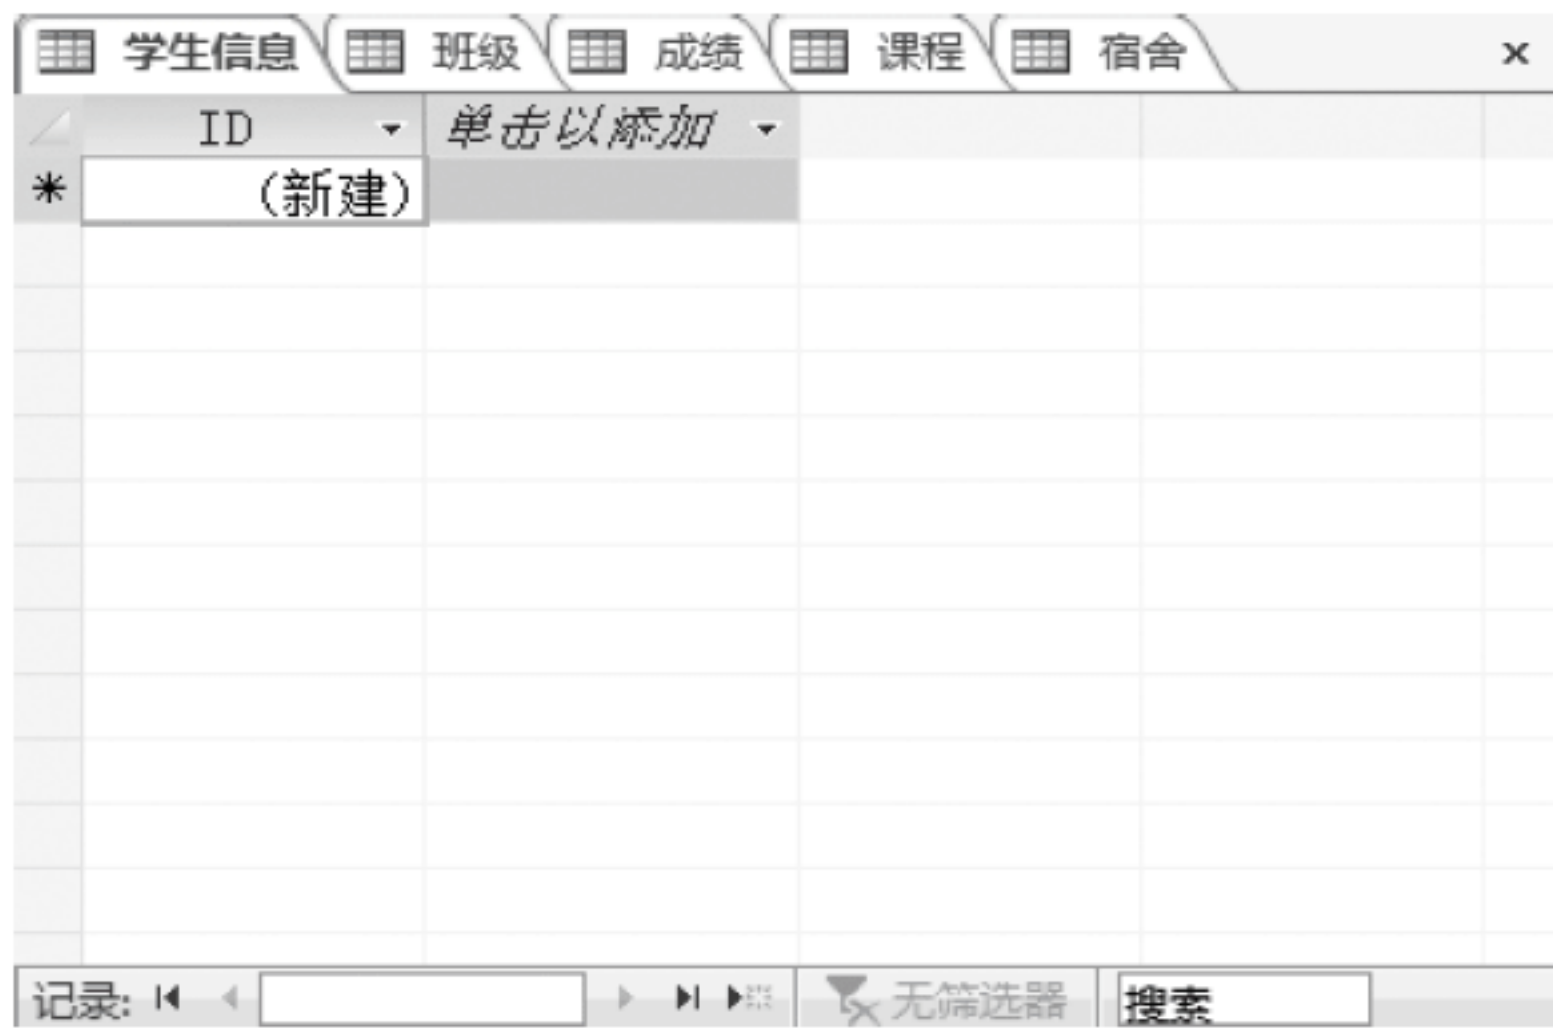 学生信息 班级 成绩 课程 宿舍 ×
ID 单击以添加
* (新建)
记录: 无筛选器 搜索